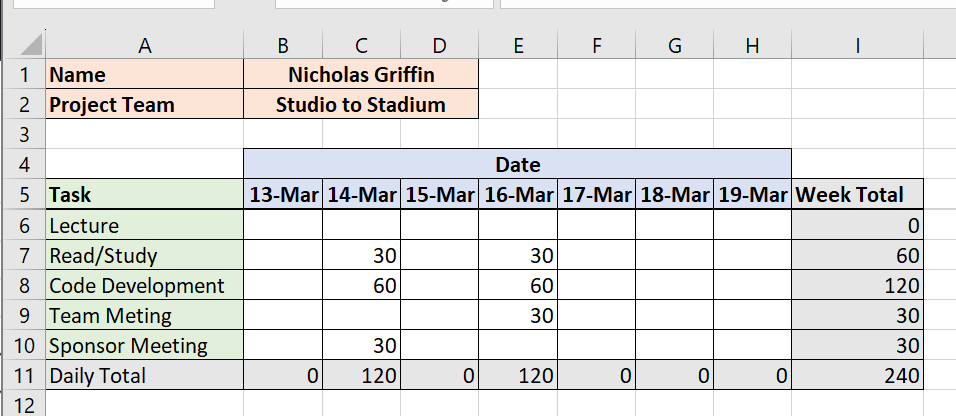 A B C D E F G H I
1 Name Nicholas Griffin
2 Project Team Studio to Stadium
3
4 Date
5 Task 13-Mar 14-Mar 15-Mar 16-Mar 17-Mar 18-Mar 19-Mar Week Total
6 Lecture 0
7 Read/Study 30 30 60
8 Code Development 60 60 120
9 Team Meting 30 30
10 Sponsor Meeting 30 30
11 Daily Total 0 120 0 120 0 0 0 240
12